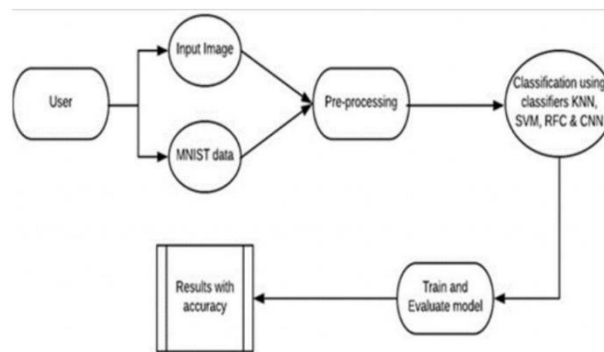 User
Input Image
MNIST data
Pre-processing
Classification using
classifiers KNN,
SVM, RFC & CNN
Train and
Evaluate model
Results with
accuracy